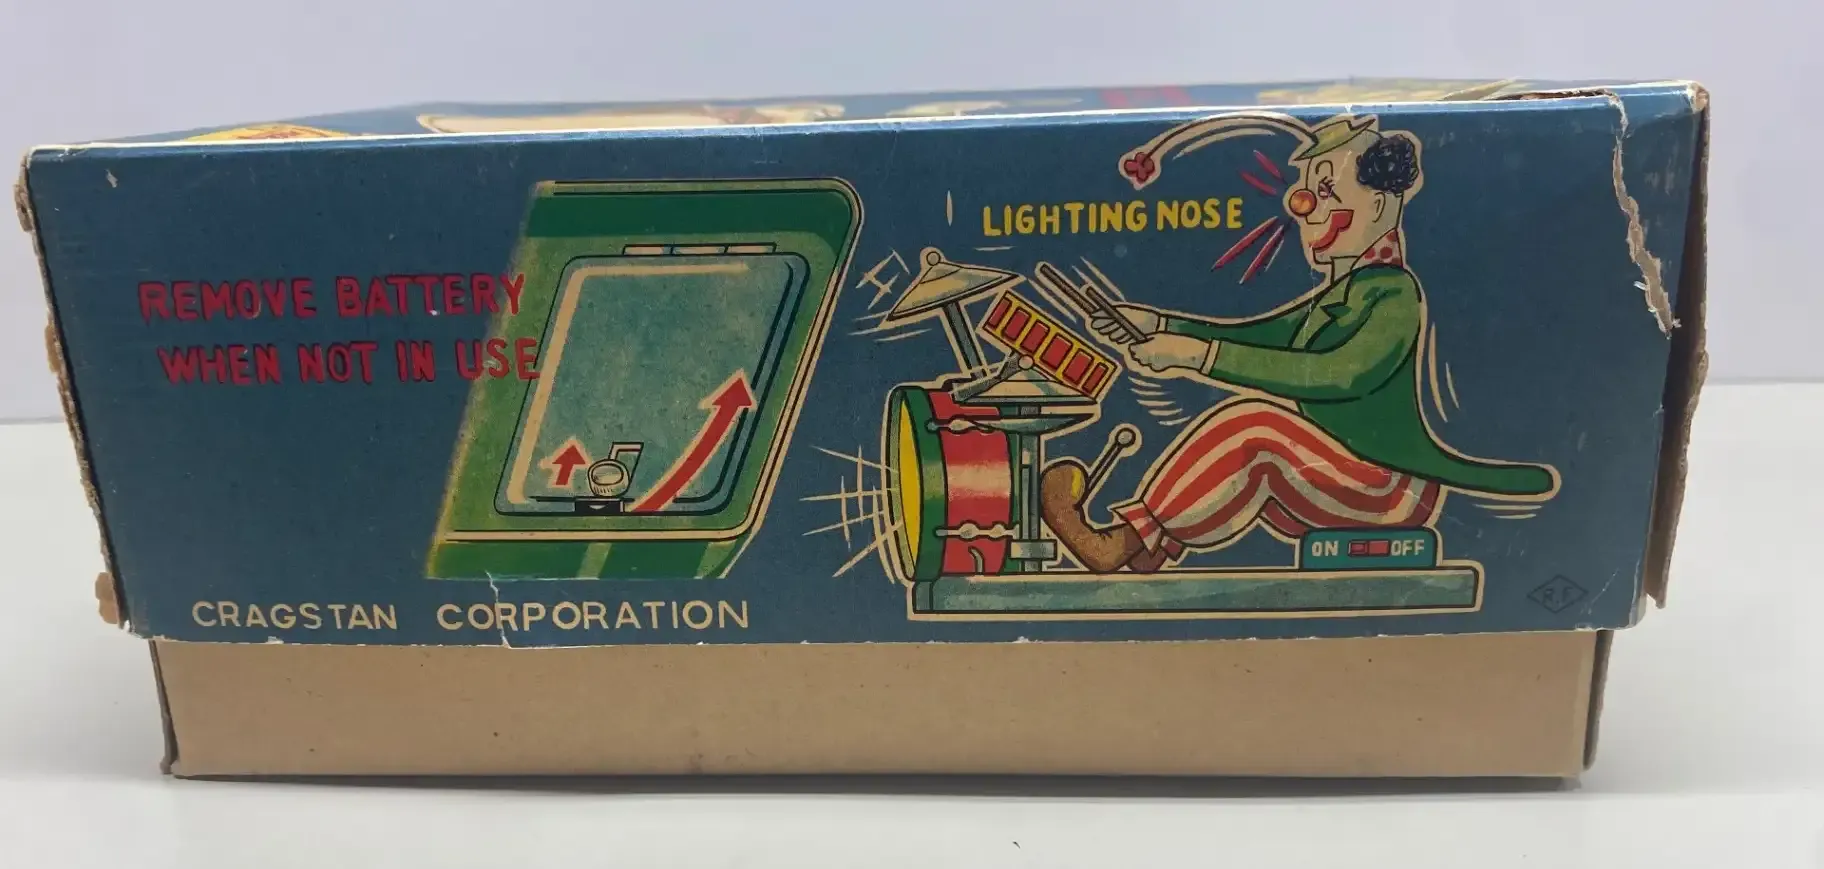 LIGHTING NOSE
REMOVE BATTERY
WHEN NOT IN USE
ON OFF
CRAGSTAN CORPORATION
R.F.